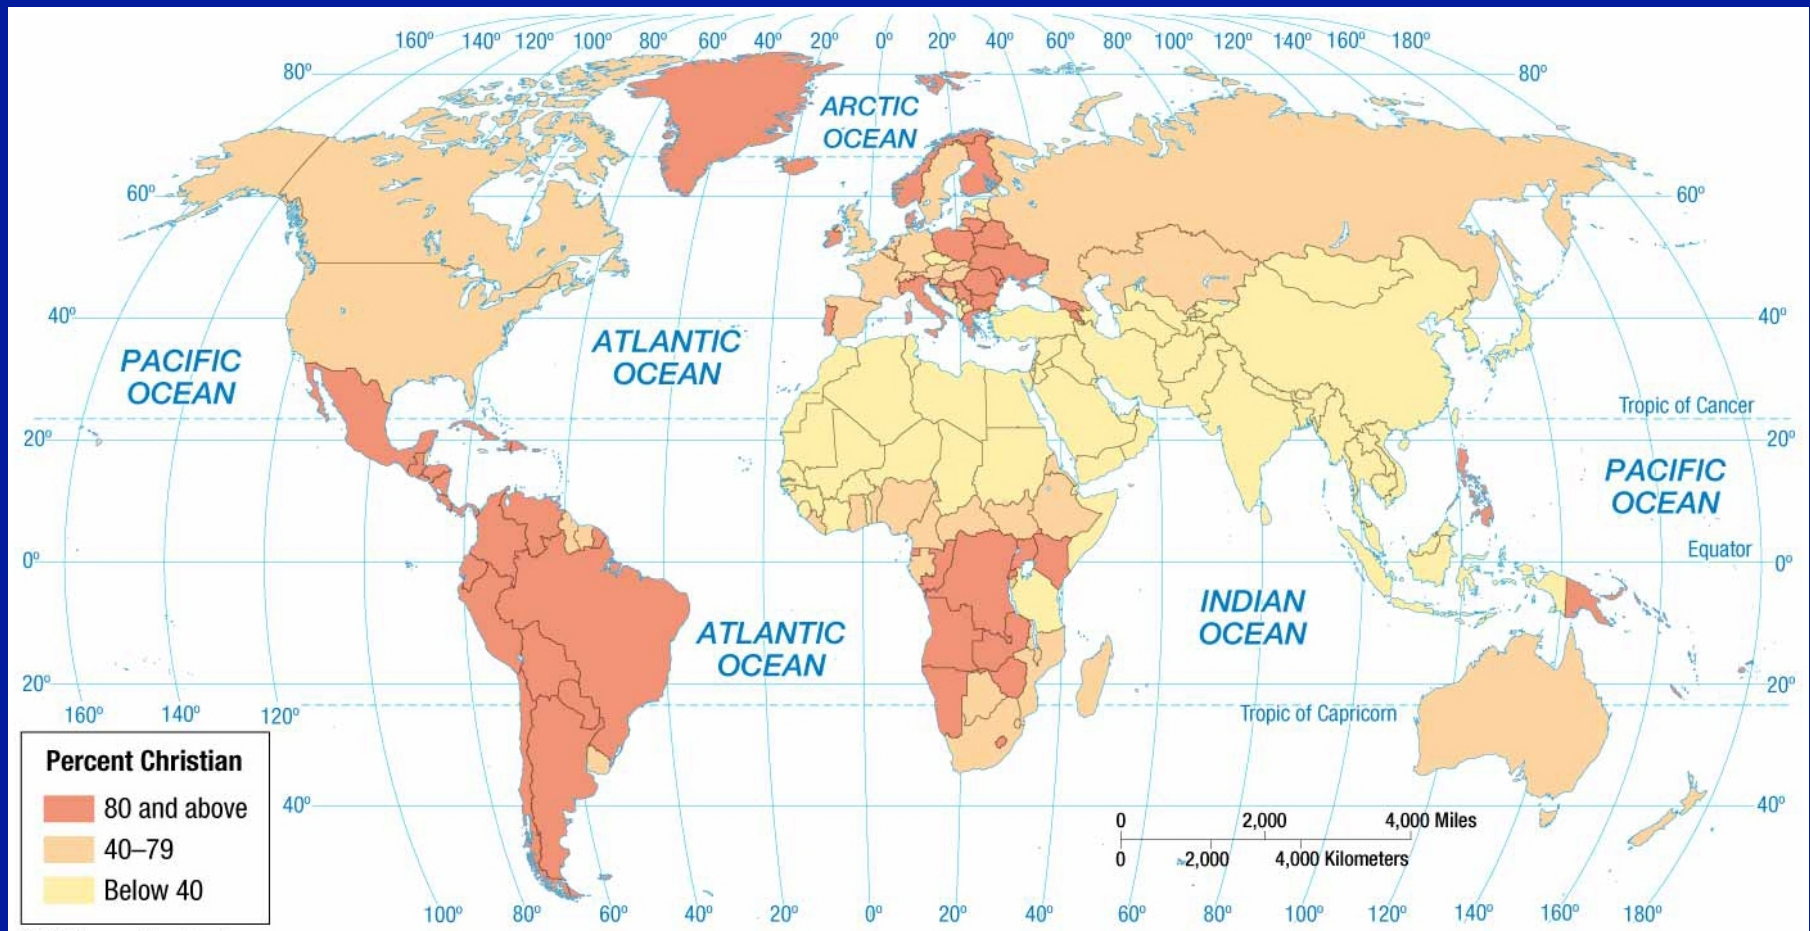 160° 140° 120° 100° 80° 60° 40° 20° 0° 20° 40° 60° 80° 100° 120° 140° 160° 180°
80° 80°
ARCTIC
OCEAN
60° 60°
40° 40°
PACIFIC
OCEAN
ATLANTIC
OCEAN
Tropic of Cancer
20° 20°
PACIFIC
OCEAN
Equator
0° 0°
INDIAN
OCEAN
ATLANTIC
OCEAN
20° 20°
160° 140° 120°
Tropic of Capricorn
Percent Christian
80 and above
40–79
Below 40
40° 40°
0 2,000 4,000 Miles
0 2,000 4,000 Kilometers
100° 80° 60° 40° 20° 0° 20° 40° 60° 80° 100° 120° 140° 160° 180°